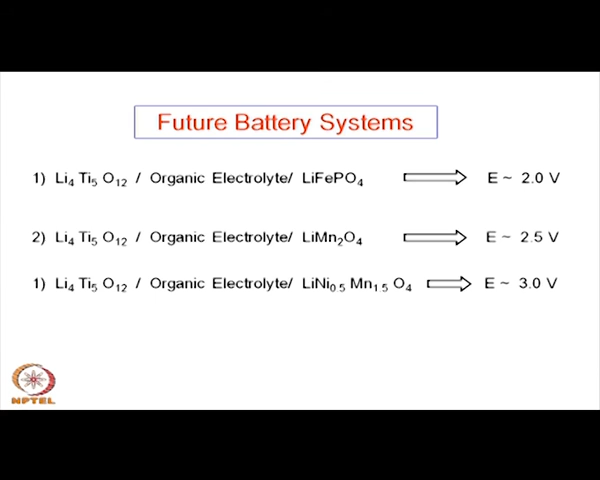 Future Battery Systems
1) Li₄ Ti₅ O₁₂ / Organic Electrolyte/ LiFePO₄ E ~ 2.0 V
2) Li₄ Ti₅ O₁₂ / Organic Electrolyte/ LiMn₂O₄ E ~ 2.5 V
1) Li₄ Ti₅ O₁₂ / Organic Electrolyte/ LiNi₀.₅ Mn₁.₅ O₄ E ~ 3.0 V
NPTEL